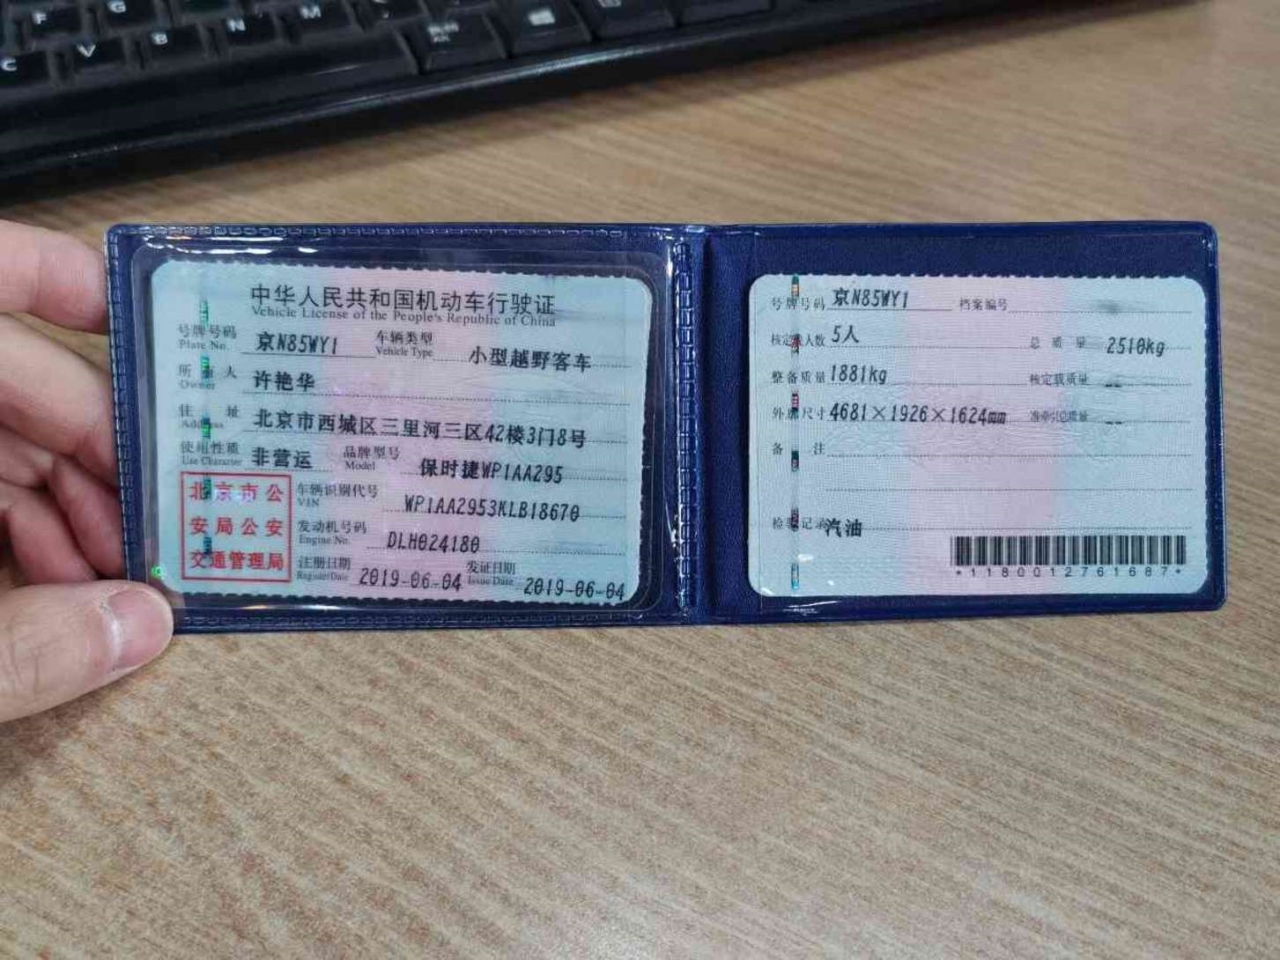 F G H
C V B N M
中华人民共和国机动车行驶证
Vehicle License of the People's Republic of China
号牌号码 京N85WY1 车辆类型 小型越野客车
Plate No. Vehicle Type
所有人 许艳华
Owner
住址 北京市西城区三里河三区42楼3门8号
Address
使用性质 非营运 品牌型号 保时捷WP1AA295
Use Character Model
北京市公
安局公安
交通管理局
车辆识别代号 WP1AA2953KLB18670
VIN
发动机号码 DLH024180
Engine No.
注册日期 2019-06-04 发证日期 2019-06-04
Register Date Issue Date
号牌号码 京N85WY1 档案编号
核定载人数 5人 总质量 2510kg
整备质量 1881kg 核定载质量 --
外廓尺寸 4681×1926×1624mm 准牵引总质量 --
备注
检验记录 汽油
*1180012761687*